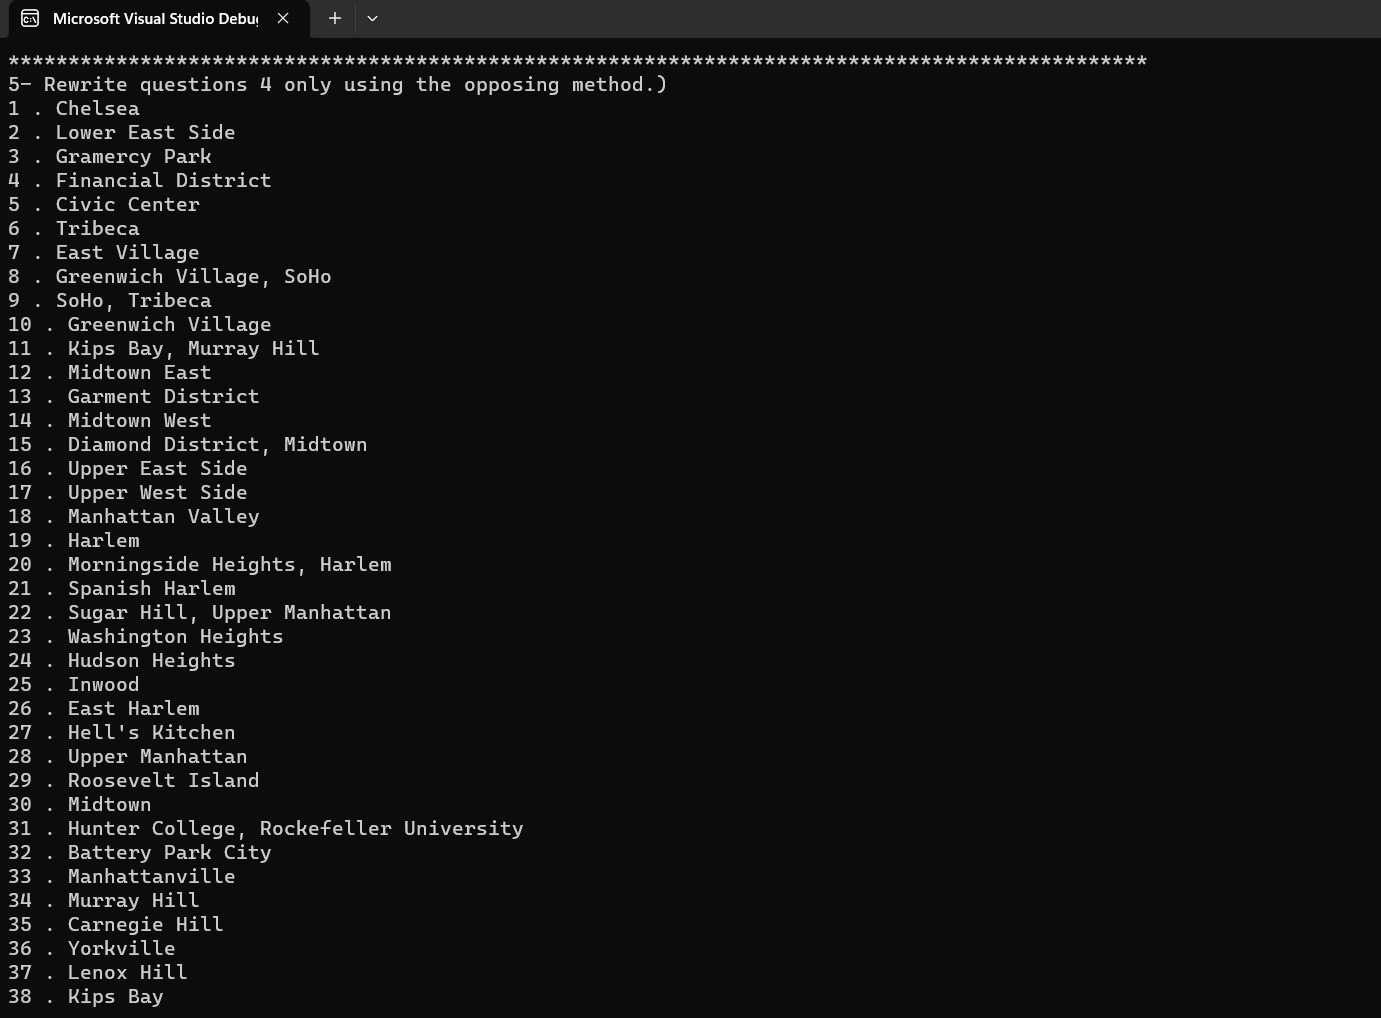 Microsoft Visual Studio Debu
***********************************************************************************************
5- Rewrite questions 4 only using the opposing method.)
1 . Chelsea
2 . Lower East Side
3 . Gramercy Park
4 . Financial District
5 . Civic Center
6 . Tribeca
7 . East Village
8 . Greenwich Village, SoHo
9 . SoHo, Tribeca
10 . Greenwich Village
11 . Kips Bay, Murray Hill
12 . Midtown East
13 . Garment District
14 . Midtown West
15 . Diamond District, Midtown
16 . Upper East Side
17 . Upper West Side
18 . Manhattan Valley
19 . Harlem
20 . Morningside Heights, Harlem
21 . Spanish Harlem
22 . Sugar Hill, Upper Manhattan
23 . Washington Heights
24 . Hudson Heights
25 . Inwood
26 . East Harlem
27 . Hell's Kitchen
28 . Upper Manhattan
29 . Roosevelt Island
30 . Midtown
31 . Hunter College, Rockefeller University
32 . Battery Park City
33 . Manhattanville
34 . Murray Hill
35 . Carnegie Hill
36 . Yorkville
37 . Lenox Hill
38 . Kips Bay